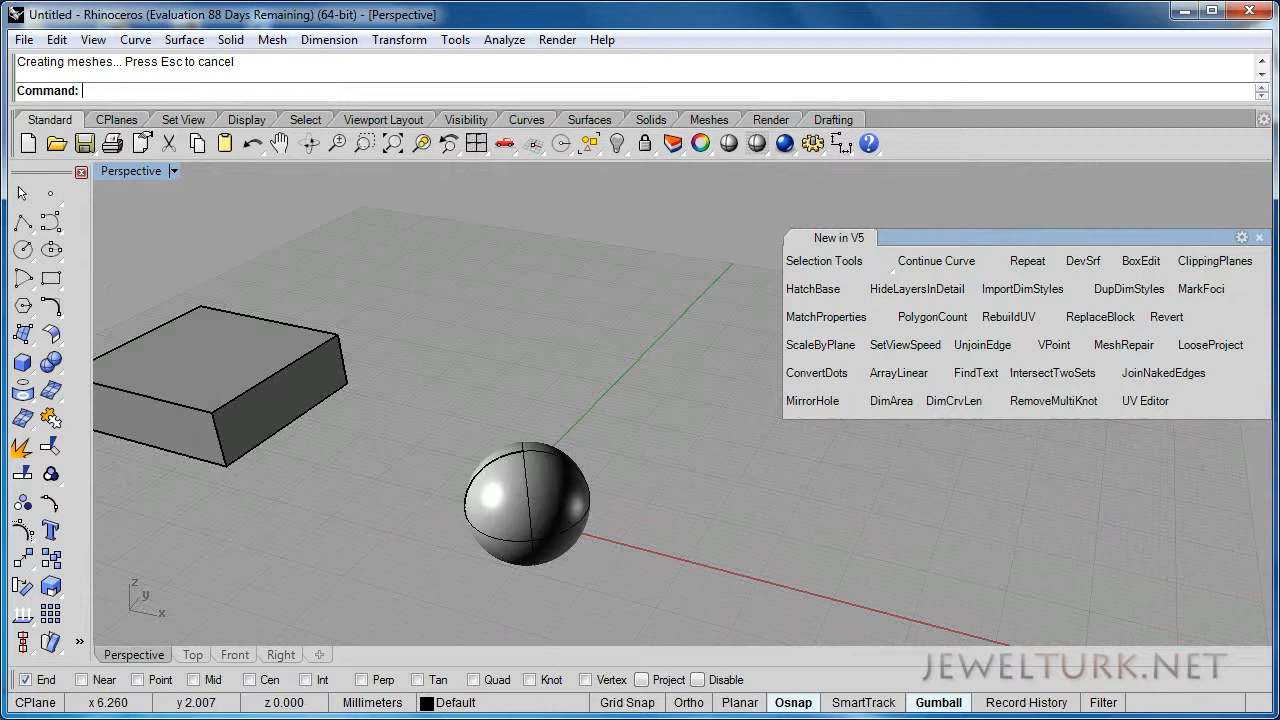 Untitled - Rhinoceros (Evaluation 88 Days Remaining) (64-bit) - [Perspective]
File Edit View Curve Surface Solid Mesh Dimension Transform Tools Analyze Render Help
Creating meshes... Press Esc to cancel
Command:
Standard CPlanes Set View Display Select Viewport Layout Visibility Curves Surfaces Solids Meshes Render Drafting
Perspective
New in V5
Selection Tools Continue Curve Repeat DevSrf BoxEdit ClippingPlanes
HatchBase HideLayersInDetail ImportDimStyles DupDimStyles MarkFoci
MatchProperties PolygonCount RebuildUV ReplaceBlock Revert
ScaleByPlane SetViewSpeed UnjoinEdge VPoint MeshRepair LooseProject
ConvertDots ArrayLinear FindText IntersectTwoSets JoinNakedEdges
MirrorHole DimArea DimCrvLen RemoveMultiKnot UV Editor
z
y
x
Perspective Top Front Right
JEWELTURK.NET
End Near Point Mid Cen Int Perp Tan Quad Knot Vertex Project Disable
CPlane x 6.260 y 2.007 z 0.000 Millimeters Default Grid Snap Ortho Planar Osnap SmartTrack Gumball Record History Filter